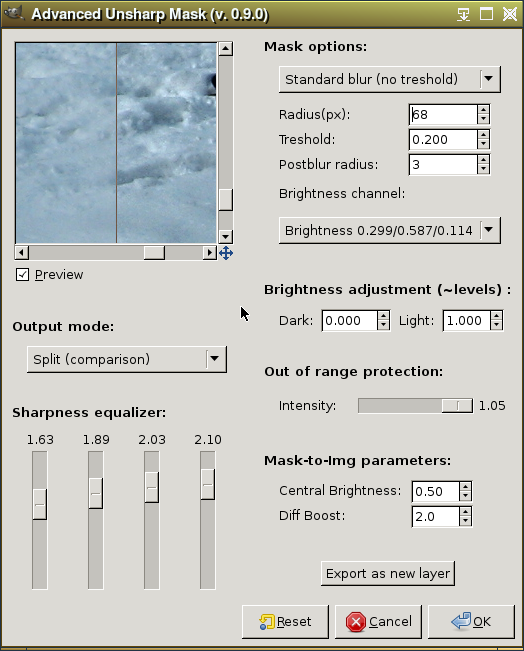 Advanced Unsharp Mask (v. 0.9.0)
Mask options:
Standard blur (no treshold)
Radius(px): 68
Treshold: 0.200
Postblur radius: 3
Brightness channel:
Brightness 0.299/0.587/0.114
Preview
Brightness adjustment (~levels) :
Dark: 0.000 Light: 1.000
Output mode:
Split (comparison)
Out of range protection:
Intensity: 1.05
Sharpness equalizer:
1.63 1.89 2.03 2.10
Mask-to-Img parameters:
Central Brightness: 0.50
Diff Boost: 2.0
Export as new layer
Reset Cancel OK